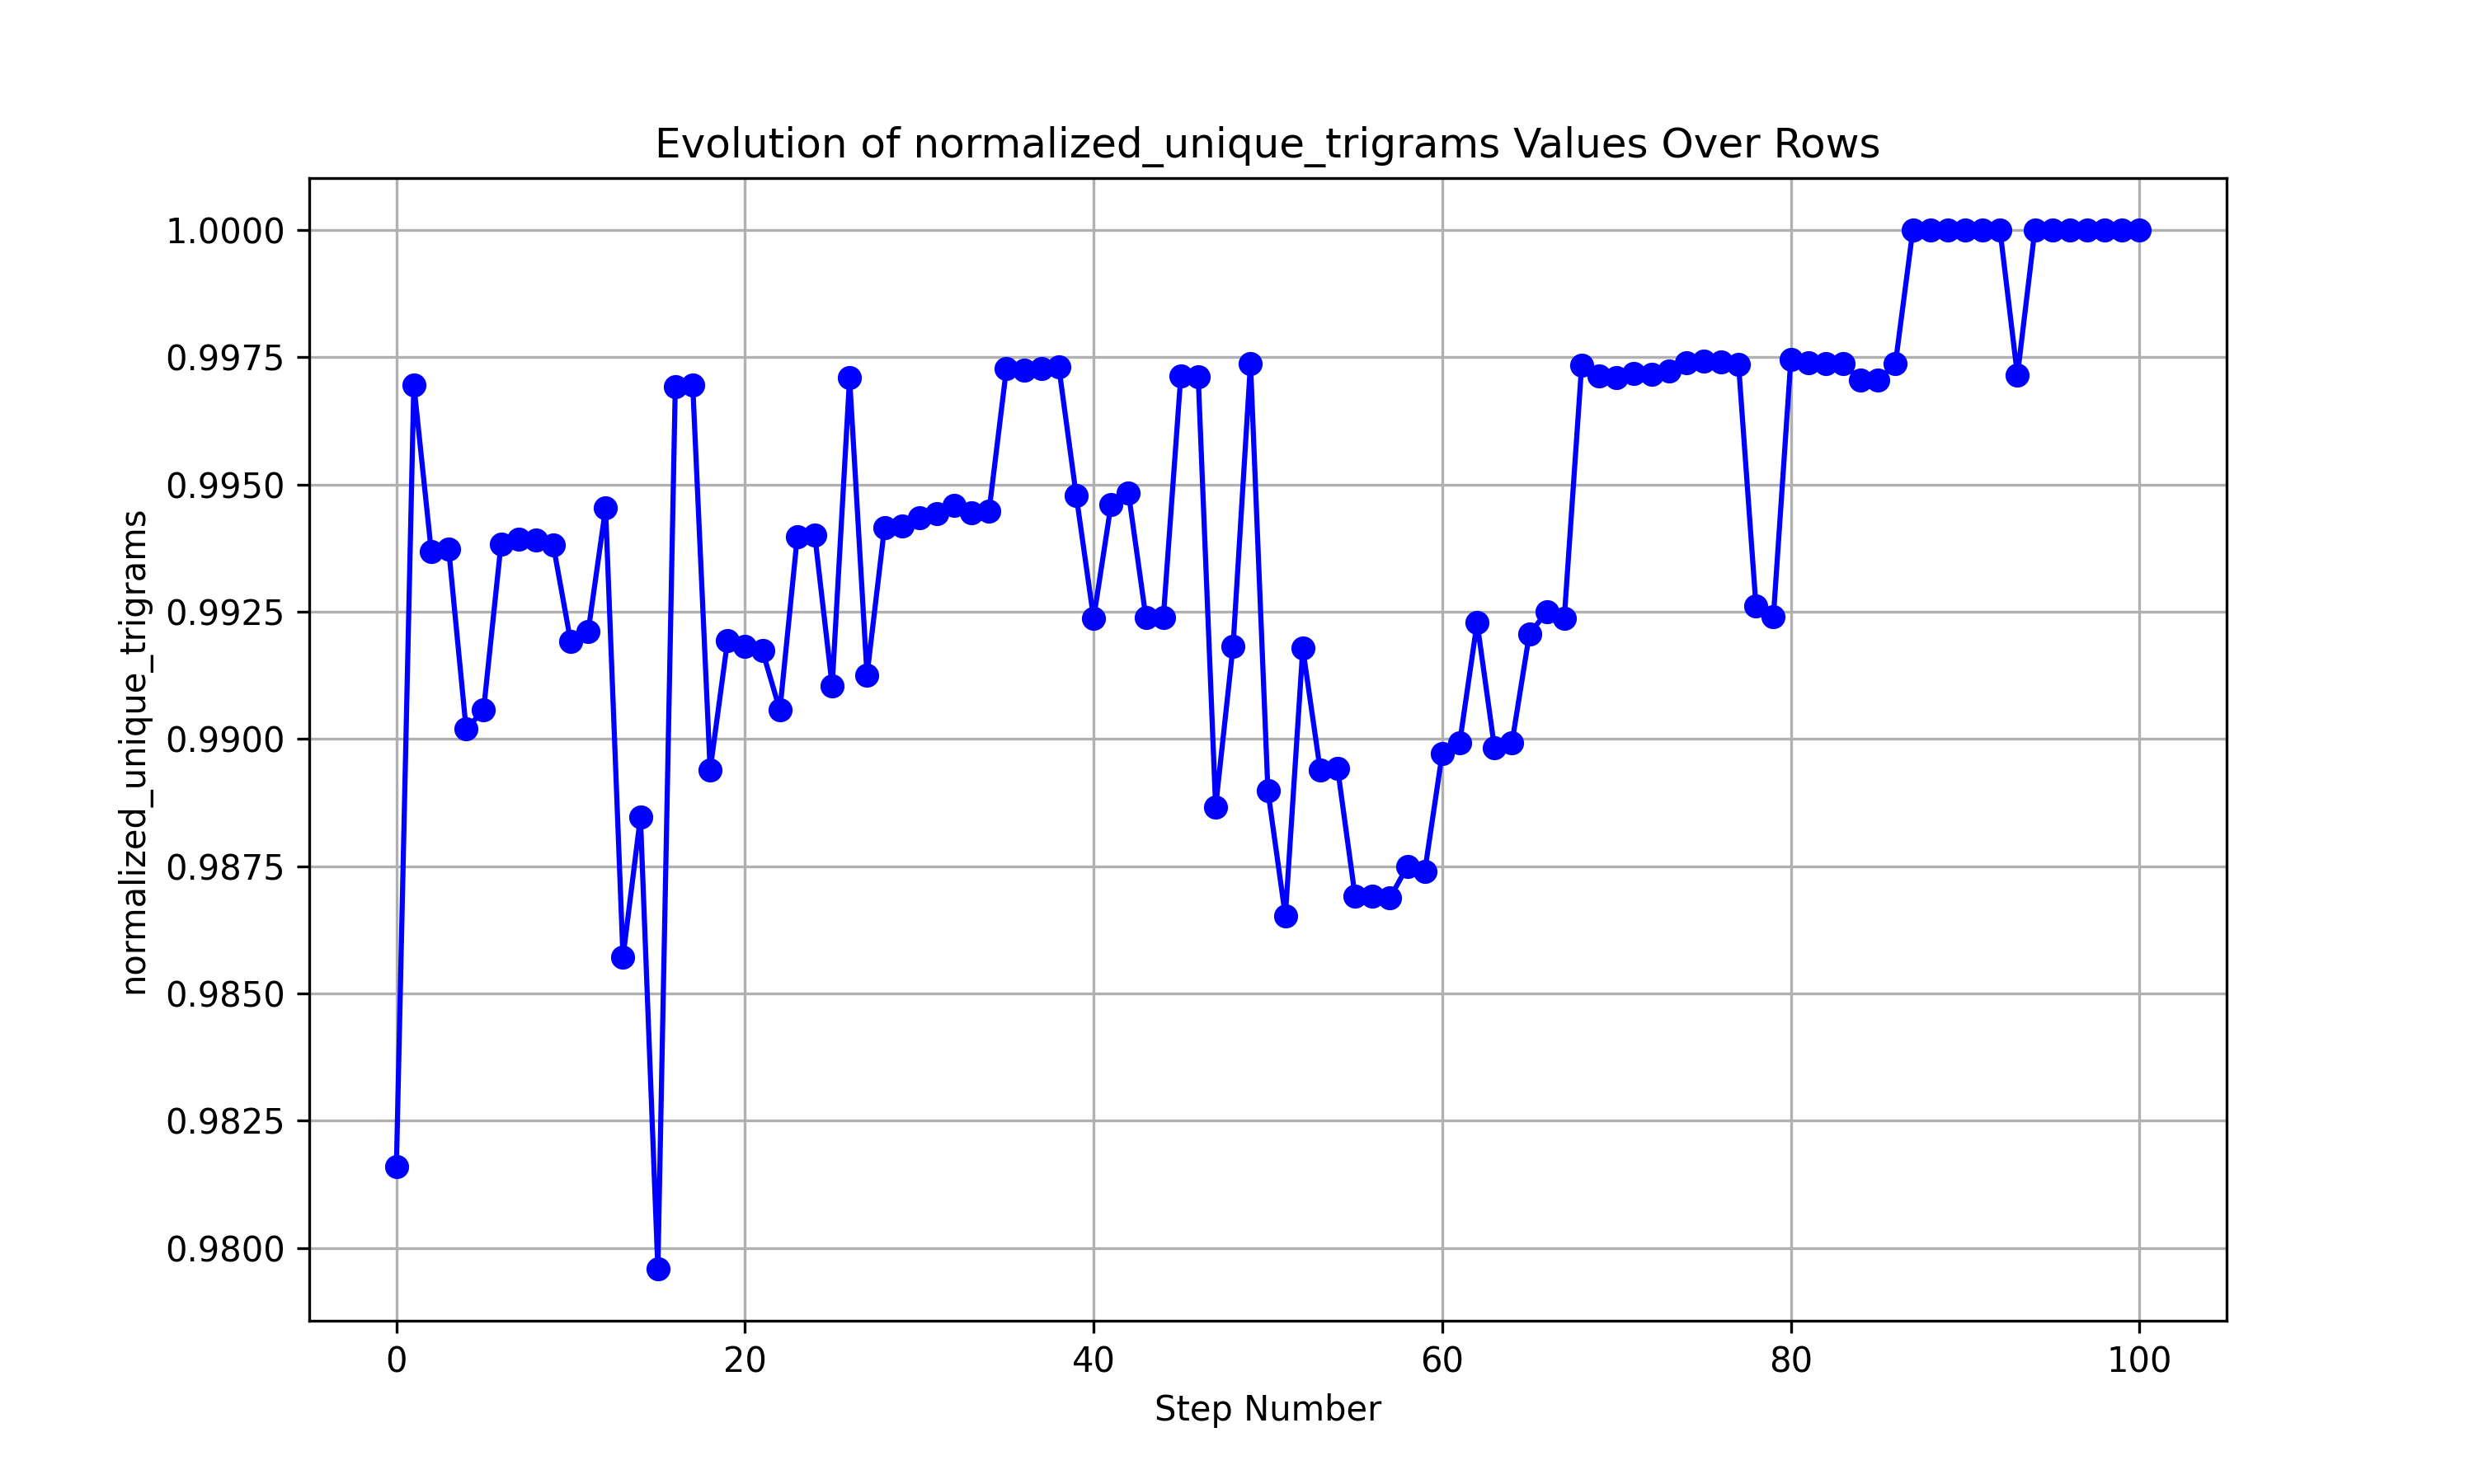 Evolution of normalized_unique_trigrams Values Over Rows
normalized_unique_trigrams
1.0000
0.9975
0.9950
0.9925
0.9900
0.9875
0.9850
0.9825
0.9800
0 20 40 60 80 100
Step Number